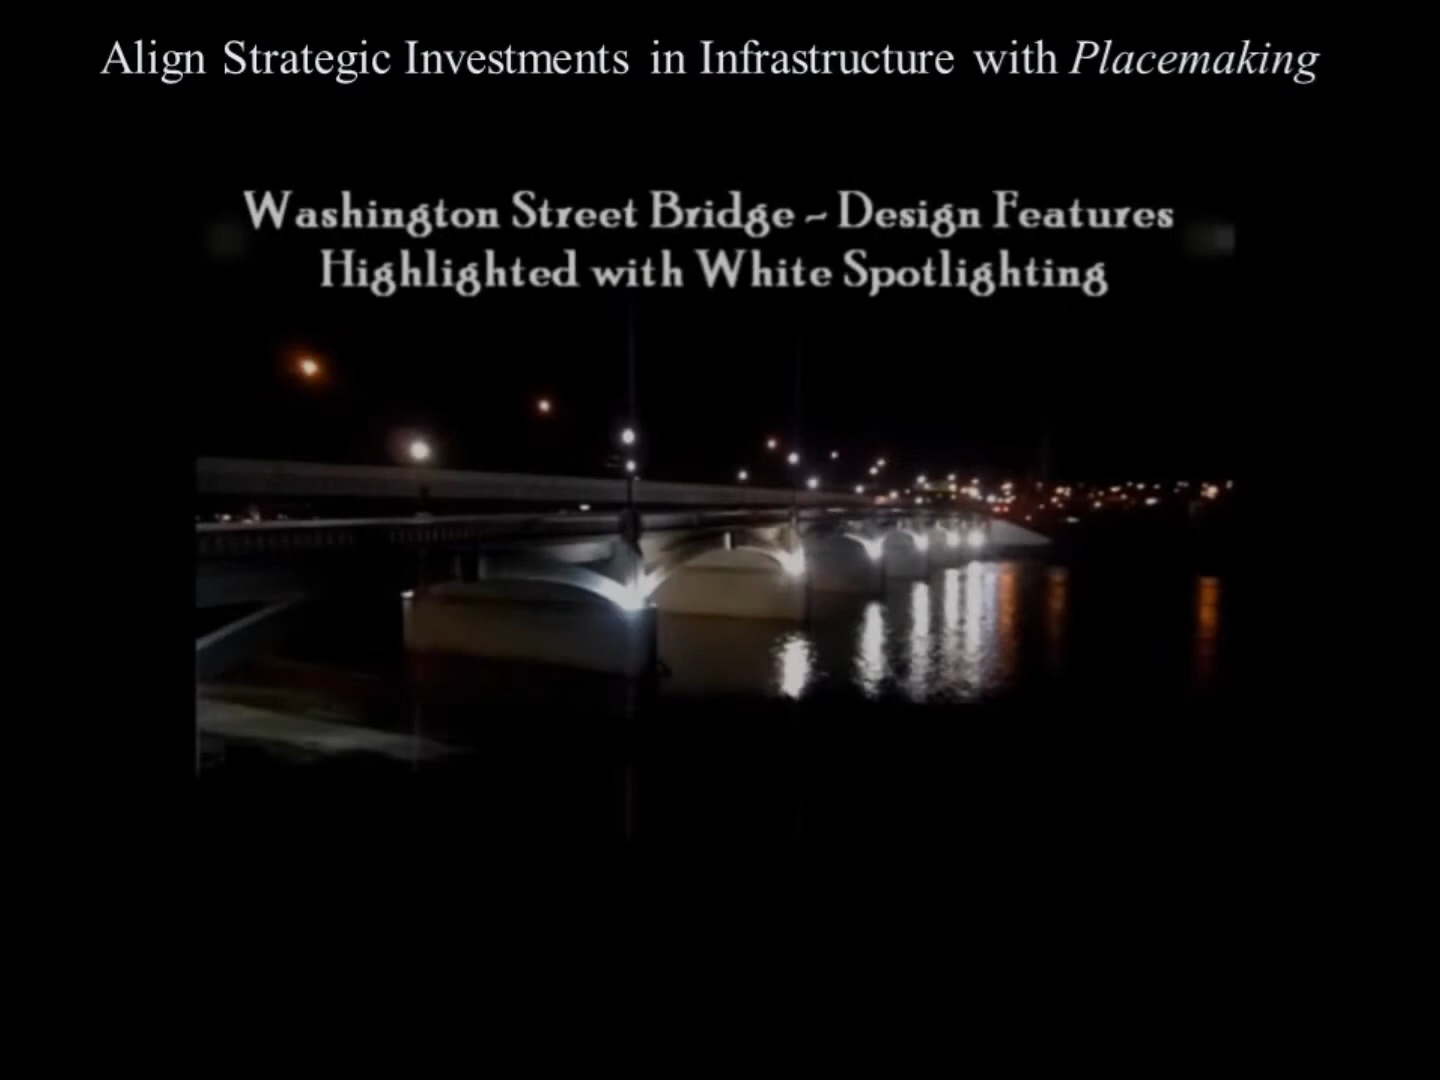 Align Strategic Investments in Infrastructure with Placemaking
Washington Street Bridge ~ Design Features
Highlighted with White Spotlighting